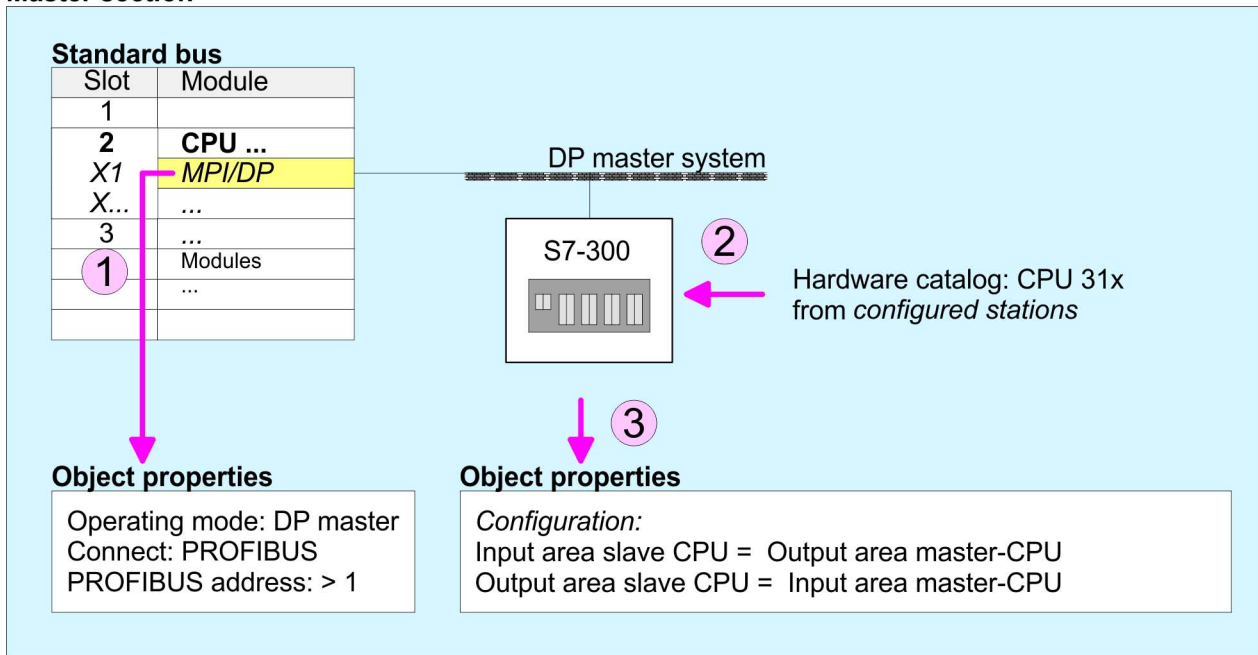 Master section
Standard bus
Slot Module
1
2 CPU ...
X1 MPI/DP
X... ...
3 ...
1 Modules
...
DP master system
S7-300
2
Hardware catalog: CPU 31x
from configured stations
3
Object properties
Operating mode: DP master
Connect: PROFIBUS
PROFIBUS address: > 1
Object properties
Configuration:
Input area slave CPU = Output area master-CPU
Output area slave CPU = Input area master-CPU